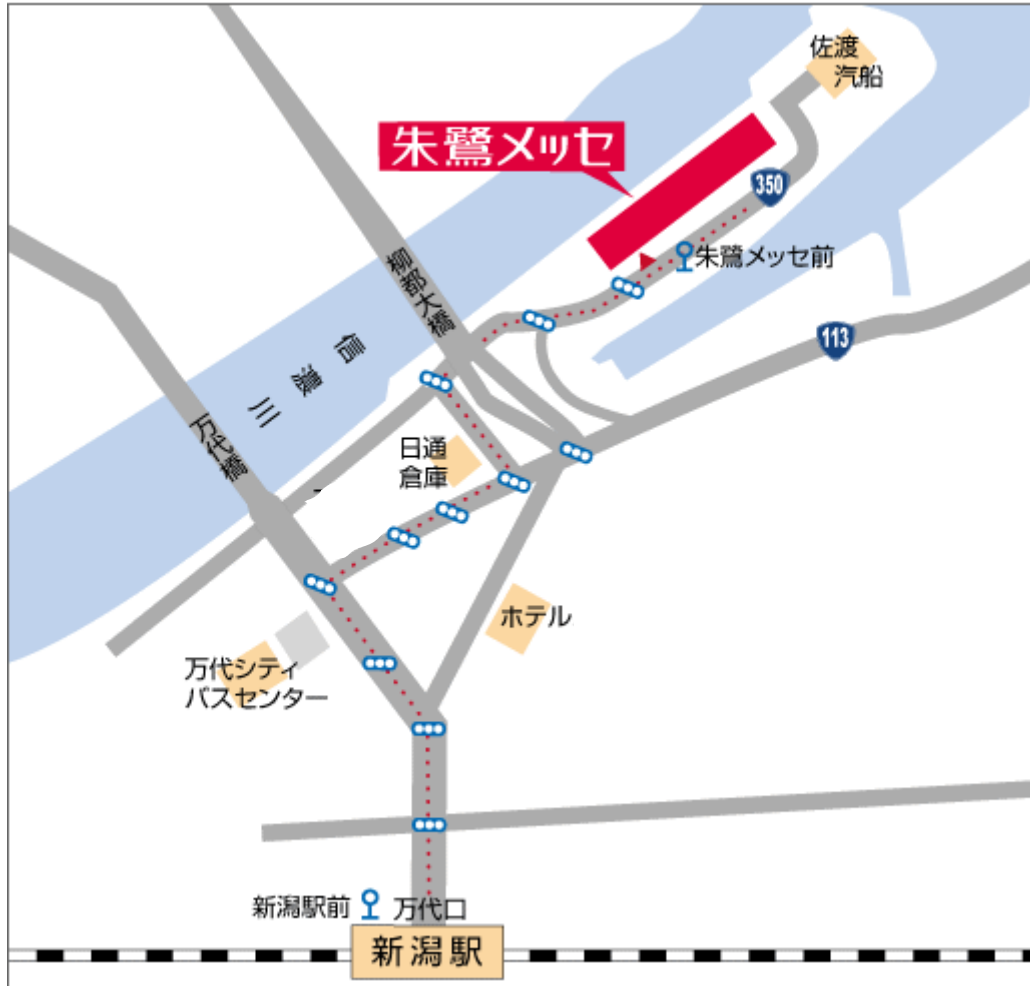 佐渡
汽船
朱鷺メッセ
350
朱鷺メッセ前
柳都大橋
113
信濃川
万代橋
日通
倉庫
ホテル
万代シティ
バスセンター
新潟駅前
万代口
新潟駅